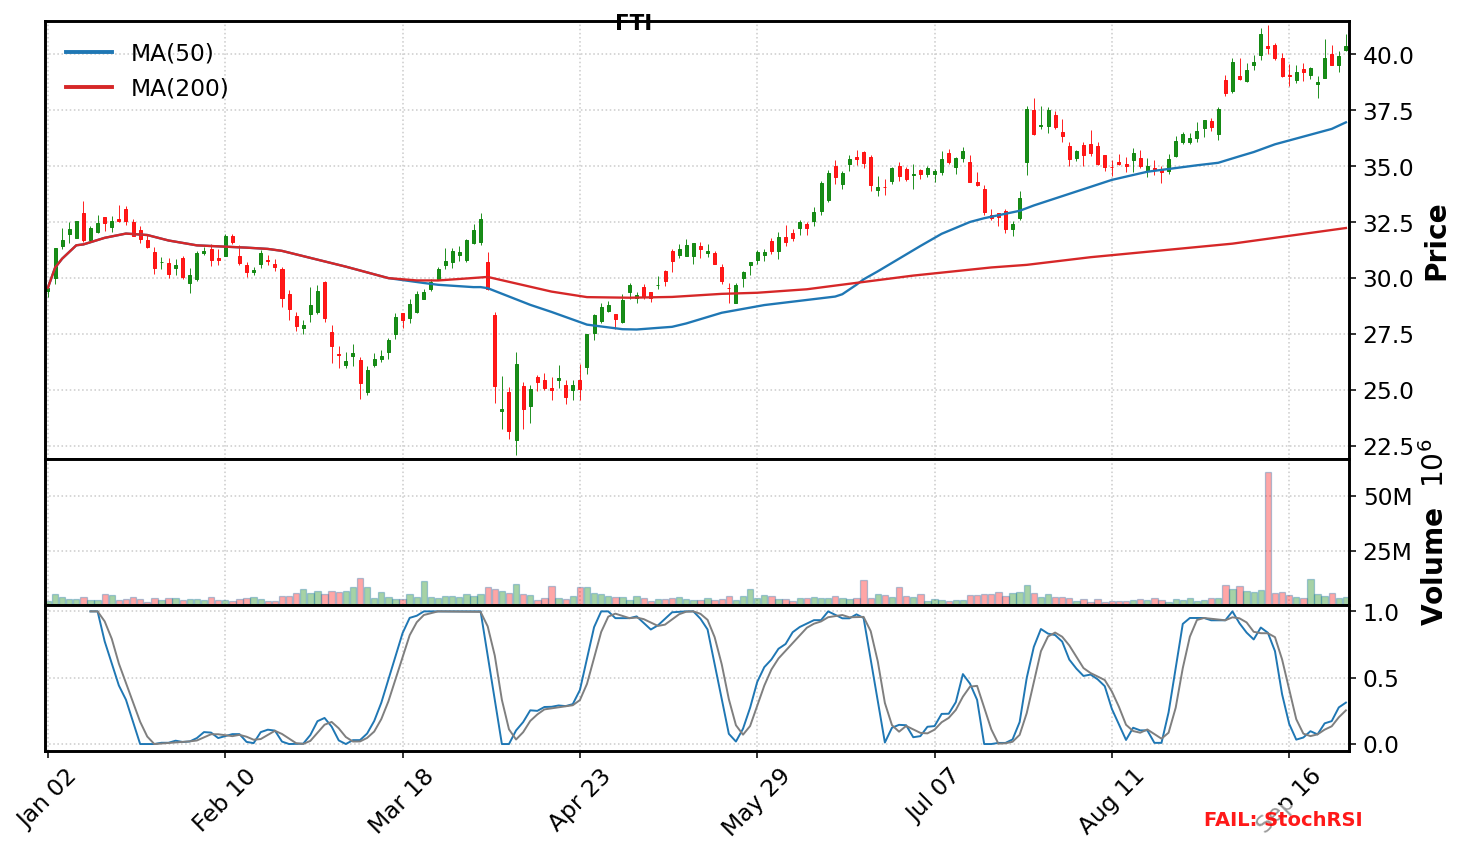 FTI
MA(50)
MA(200)
40.0
37.5
35.0
32.5
30.0
27.5
25.0
22.5
Price
50M
25M
Volume 10⁶
1.0
0.5
0.0
Jan 02
Feb 10
Mar 18
Apr 23
May 29
Jul 07
Aug 11
Sep 16
FAIL: StochRSI